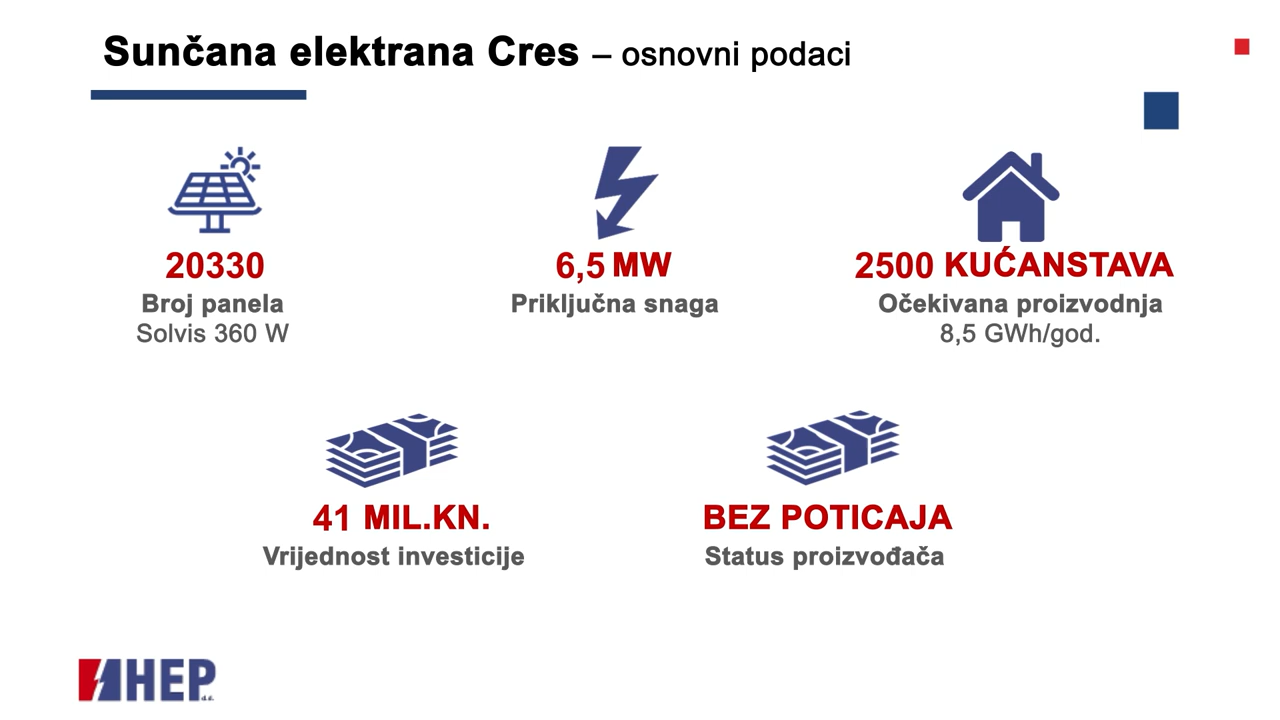 Sunčana elektrana Cres – osnovni podaci
20330
Broj panela
Solvis 360 W
6,5 MW
Priključna snaga
2500 KUĆANSTAVA
Očekivana proizvodnja
8,5 GWh/god.
41 MIL.KN.
Vrijednost investicije
BEZ POTICAJA
Status proizvođača
HEP d.d.